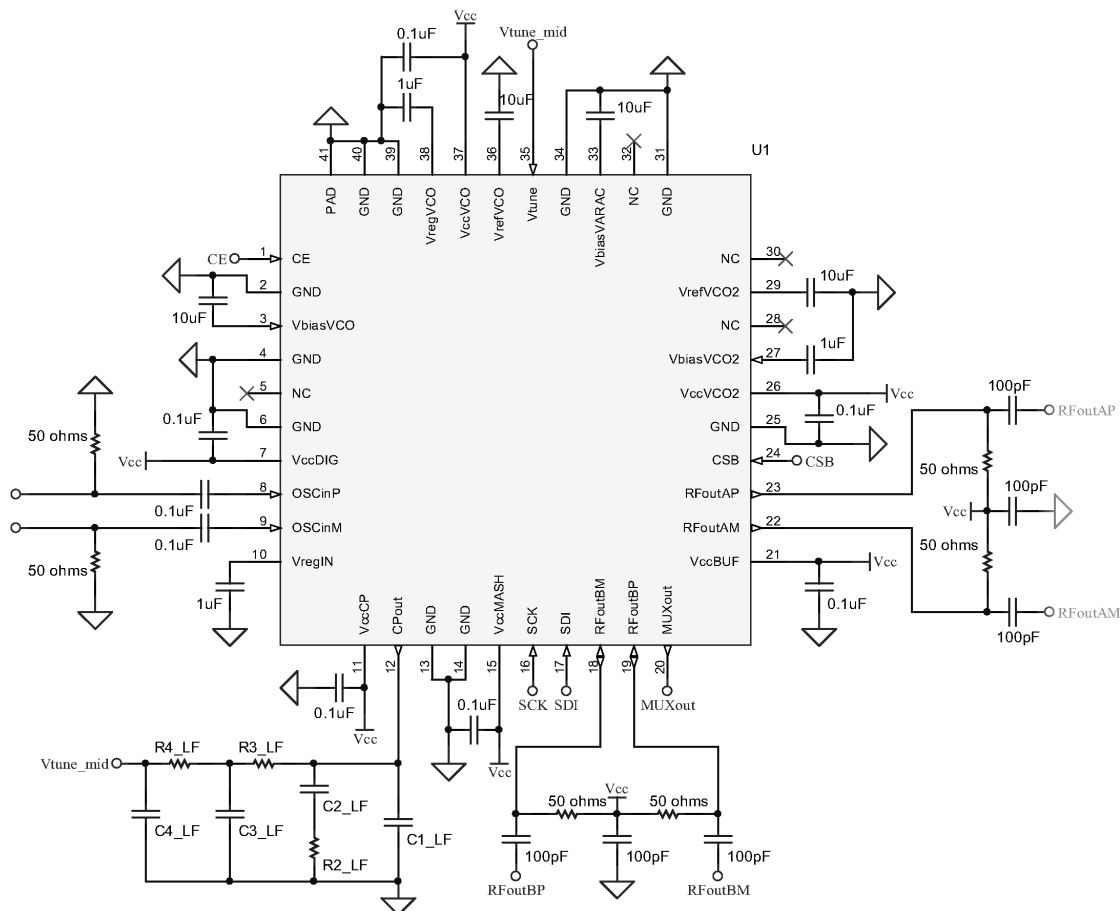 Vcc
0.1uF
Vtune_mid
1uF
10uF
10uF
41
40
39
38
37
36
35
34
33
32
31
U1
PAD
GND
GND
VregVCO
VccVCO
VrefVCO
Vtune
GND
VbiasVARAC
NC
GND
CE
1
CE
2
GND
10uF
3
VbiasVCO
4
GND
5
NC
0.1uF
6
GND
50 ohms
Vcc
7
VccDIG
8
OSCinP
0.1uF
9
OSCinM
0.1uF
50 ohms
10
VregIN
1uF
NC
30
VrefVCO2
29
10uF
NC
28
VbiasVCO2
27
1uF
VccVCO2
26
Vcc
0.1uF
GND
25
CSB
24
CSB
RFoutAP
23
RFoutAM
22
VccBUF
21
Vcc
0.1uF
100pF
RFoutAP
50 ohms
100pF
Vcc
50 ohms
RFoutAM
100pF
VccCP
CPout
GND
GND
VccMASH
SCK
SDI
RFoutBM
RFoutBP
MUXout
11
12
13
14
15
16
17
18
19
20
0.1uF
Vcc
0.1uF
Vcc
SCK
SDI
MUXout
Vtune_mid
R4_LF
R3_LF
C4_LF
C3_LF
C2_LF
R2_LF
C1_LF
Vcc
50 ohms
50 ohms
100pF
100pF
100pF
RFoutBP
RFoutBM